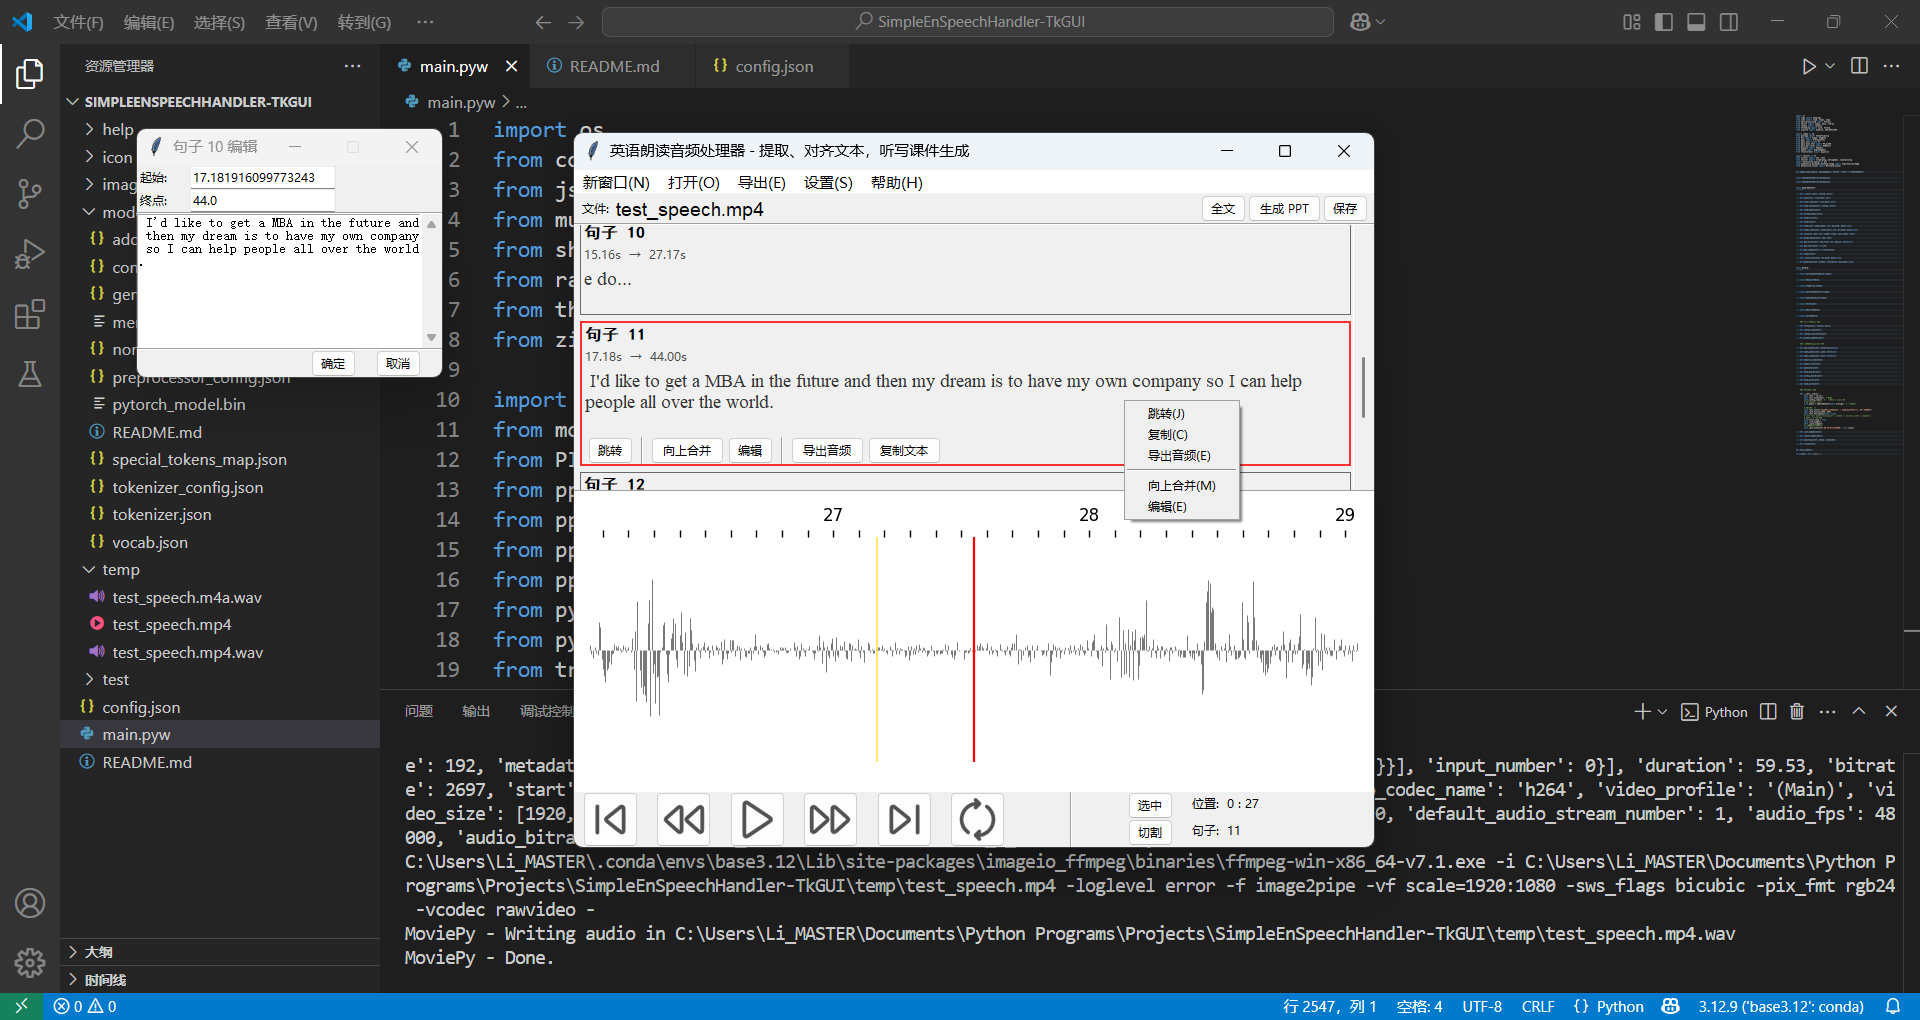 文件(F) 编辑(E) 选择(S) 查看(V) 转到(G) ··· SimpleEnSpeechHandler-TkGUI
资源管理器 ···
SIMPLEENSPEECHHANDLER-TKGUI
help
icon
imag
mod
add
con
gen
mer
nor
preprocessor_config.json
pytorch_model.bin
README.md
special_tokens_map.json
tokenizer_config.json
tokenizer.json
vocab.json
temp
test_speech.m4a.wav
test_speech.mp4
test_speech.mp4.wav
test
config.json
main.pyw
README.md
大纲
时间线
句子 10 编辑
起始: 17.181916099773243
终点: 44.0
I'd like to get a MBA in the future and
then my dream is to have my own company
so I can help people all over the world
.
确定 取消
main.pyw README.md config.json
main.pyw > ...
1 import os
2 from co
3 from js
4 from mu
5 from sh
6 from ra
7 from th
8 from zi
9
10 import
11 from mo
12 from PI
13 from pp
14 from pp
15 from pp
16 from pp
17 from py
18 from py
19 from tr
英语朗读音频处理器 - 提取、对齐文本，听写课件生成
新窗口(N) 打开(O) 导出(E) 设置(S) 帮助(H)
文件: test_speech.mp4 全文 生成 PPT 保存
句子 10
15.16s → 27.17s
e do...
句子 11
17.18s → 44.00s
I'd like to get a MBA in the future and then my dream is to have my own company so I can help
people all over the world.
跳转 向上合并 编辑 导出音频 复制文本
跳转(J)
复制(C)
导出音频(E)
向上合并(M)
编辑(E)
句子 12
27 28 29
选中 位置: 0 : 27
切割 句子: 11
问题 输出 调试控制 Python ···
e': 192, 'metadat }}], 'input_number': 0}], 'duration': 59.53, 'bitrat
e': 2697, 'start' o_codec_name': 'h264', 'video_profile': '(Main)', 'vi
deo_size': [1920, 0, 'default_audio_stream_number': 1, 'audio_fps': 48
000, 'audio_bitra
C:\Users\Li_MASTER\.conda\envs\base3.12\Lib\site-packages\imageio_ffmpeg\binaries\ffmpeg-win-x86_64-v7.1.exe -i C:\Users\Li_MASTER\Documents\Python P
rograms\Projects\SimpleEnSpeechHandler-TkGUI\temp\test_speech.mp4 -loglevel error -f image2pipe -vf scale=1920:1080 -sws_flags bicubic -pix_fmt rgb24
-vcodec rawvideo -
MoviePy - Writing audio in C:\Users\Li_MASTER\Documents\Python Programs\Projects\SimpleEnSpeechHandler-TkGUI\temp\test_speech.mp4.wav
MoviePy - Done.
0 0 行 2547，列 1 空格: 4 UTF-8 CRLF {} Python 3.12.9 ('base3.12': conda)